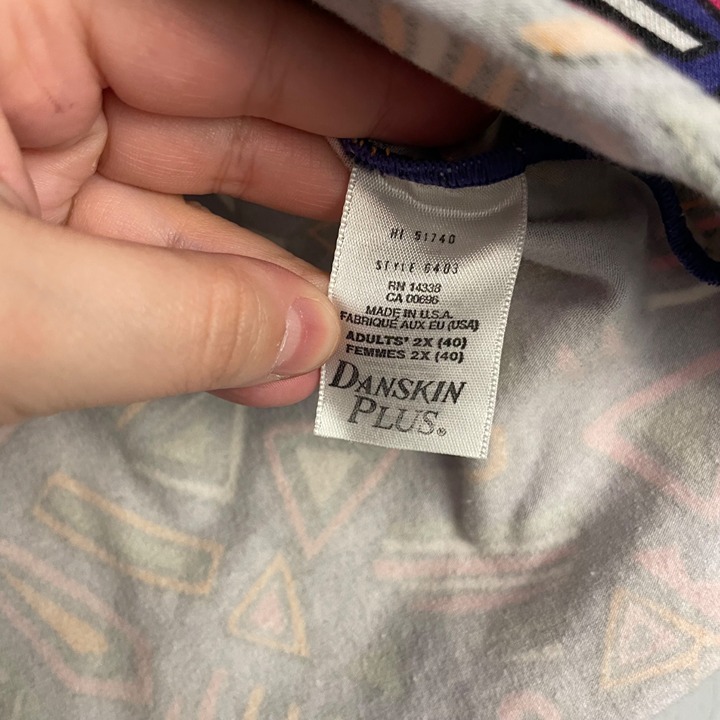 HI 51740
STYLE 6403
RN 14338
CA 00696
MADE IN U.S.A.
FABRIQUÉ AUX ÉU (USA)
ADULTS' 2X (40)
FEMMES 2X (40)
DANSKIN
PLUS®